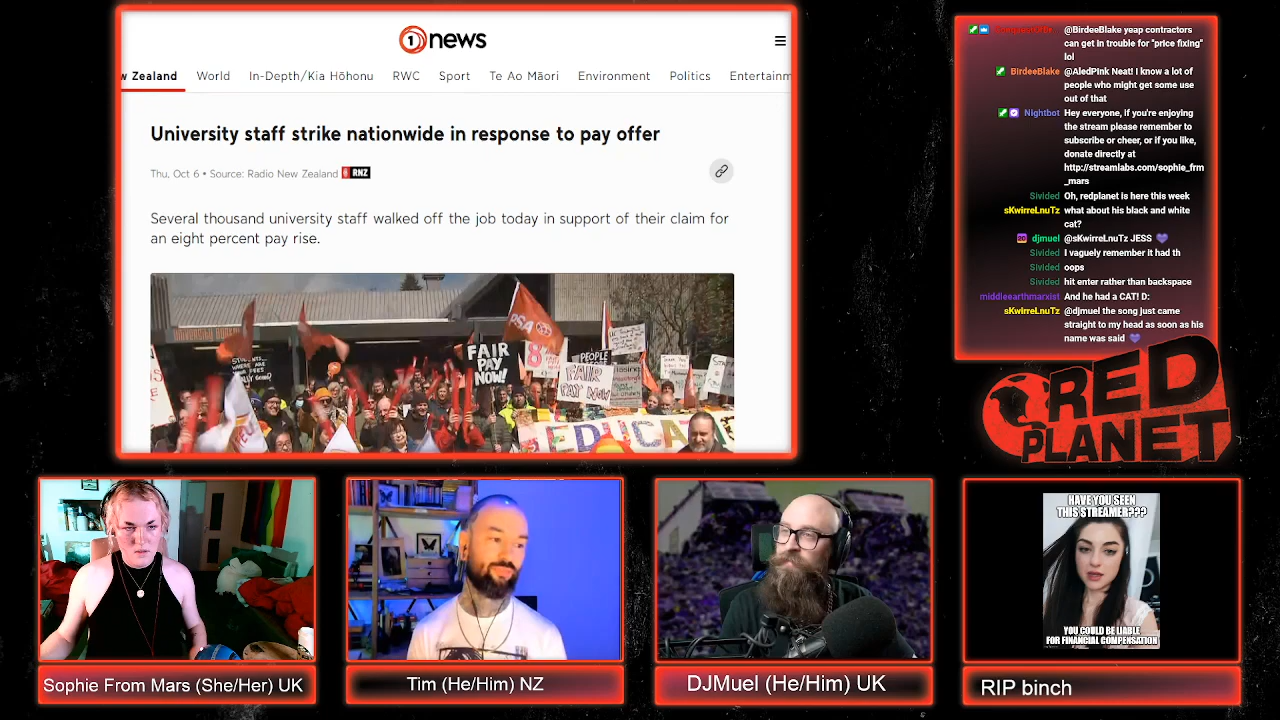 1 news
w Zealand World In-Depth/Kia Hōhonu RWC Sport Te Ao Māori Environment Politics Entertainm
University staff strike nationwide in response to pay offer
Thu, Oct 6 • Source: Radio New Zealand RNZ
Several thousand university staff walked off the job today in support of their claim for
an eight percent pay rise.
PSA
FAIR
PAY
NOW!
8%
PEOPLE
FAIR
PAY NOW
EDUCA
@BirdeeBlake yeap contractors
can get in trouble for "price fixing"
lol
BirdeeBlake @AledPink Neat! I know a lot of
people who might get some use
out of that
Nightbot Hey everyone, if you're enjoying
the stream please remember to
subscribe or cheer, or if you like,
donate directly at
http://streamlabs.com/sophie_frm
_mars
Sivided Oh, redplanet is here this week
sKwirreLnuTz what about his black and white
cat?
djmuel @sKwirreLnuTz JESS 💜
Sivided I vaguely remember it had th
Sivided oops
Sivided hit enter rather than backspace
middleearthmarxist And he had a CAT! D:
sKwirreLnuTz @djmuel the song just came
straight to my head as soon as his
name was said 💜
RED
PLANET
HAVE YOU SEEN
THIS STREAMER???
YOU COULD BE LIABLE
FOR FINANCIAL COMPENSATION
Sophie From Mars (She/Her) UK
Tim (He/Him) NZ
DJMuel (He/Him) UK
RIP binch